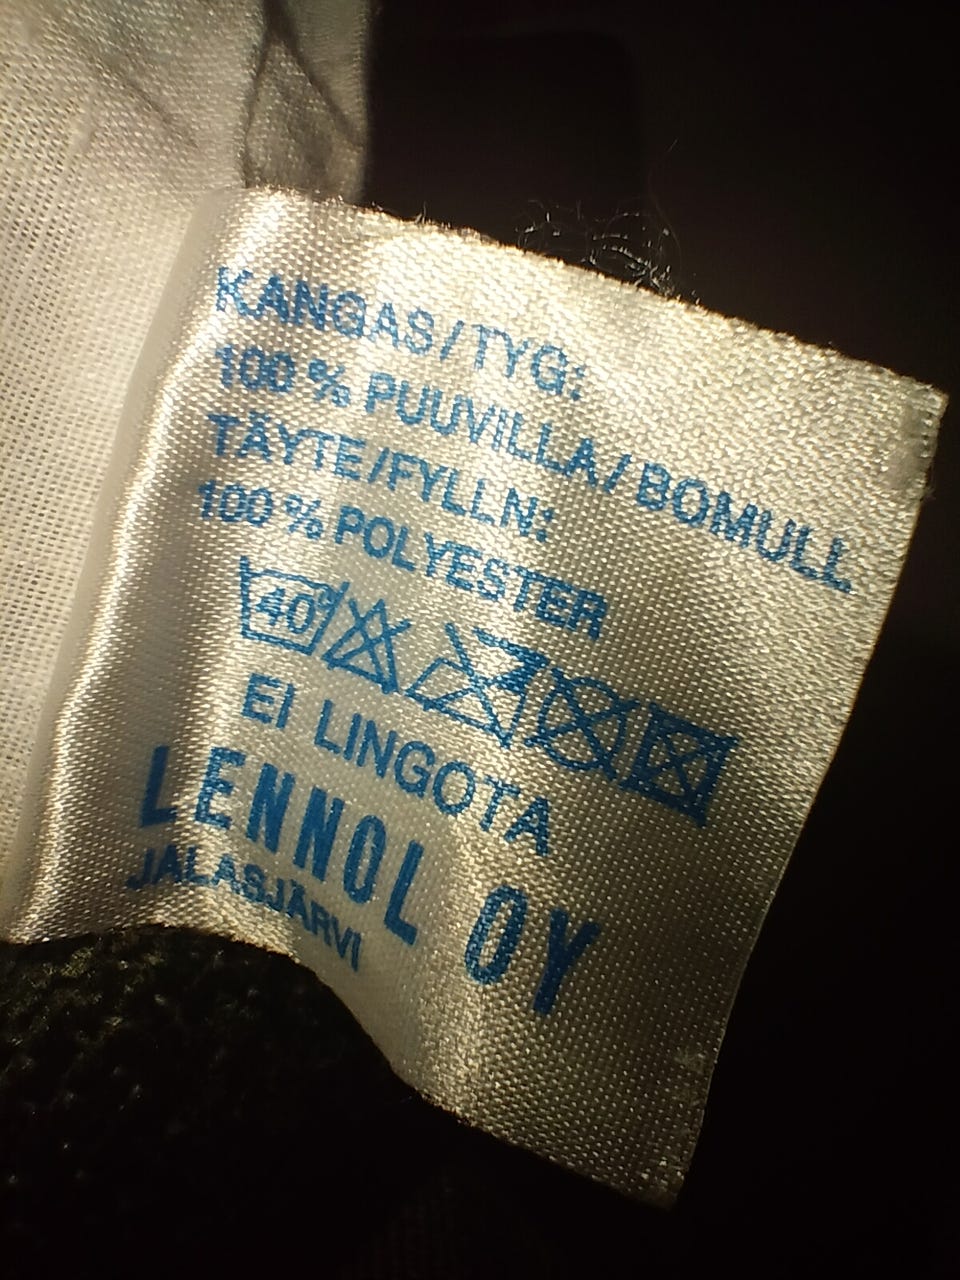 KANGAS/TYG:
100 % PUUVILLA/BOMULL
TÄYTE/FYLLN:
100 % POLYESTER
40°
EI LINGOTA
LENNOL OY
JALASJÄRVI